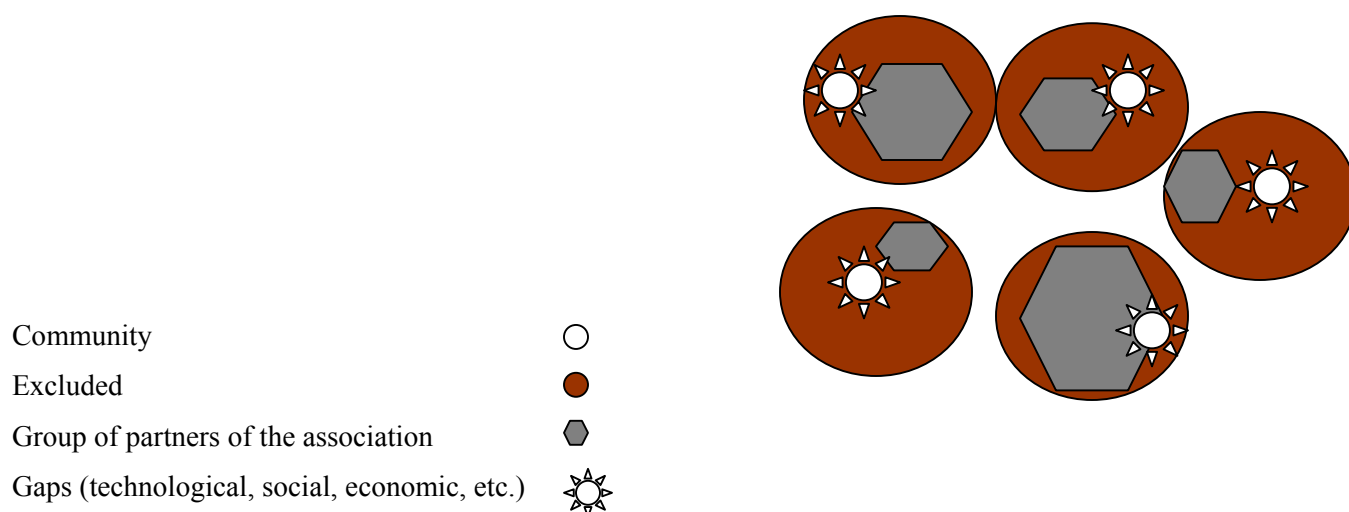 Community
Excluded
Group of partners of the association
Gaps (technological, social, economic, etc.)